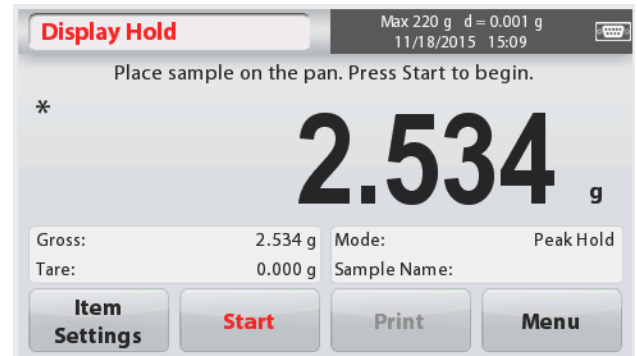 Display Hold
Max 220 g d = 0.001 g
11/18/2015 15:09
Place sample on the pan. Press Start to begin.
*
2.534 g
Gross: 2.534 g
Tare: 0.000 g
Mode: Peak Hold
Sample Name:
Item
Settings
Start
Print
Menu